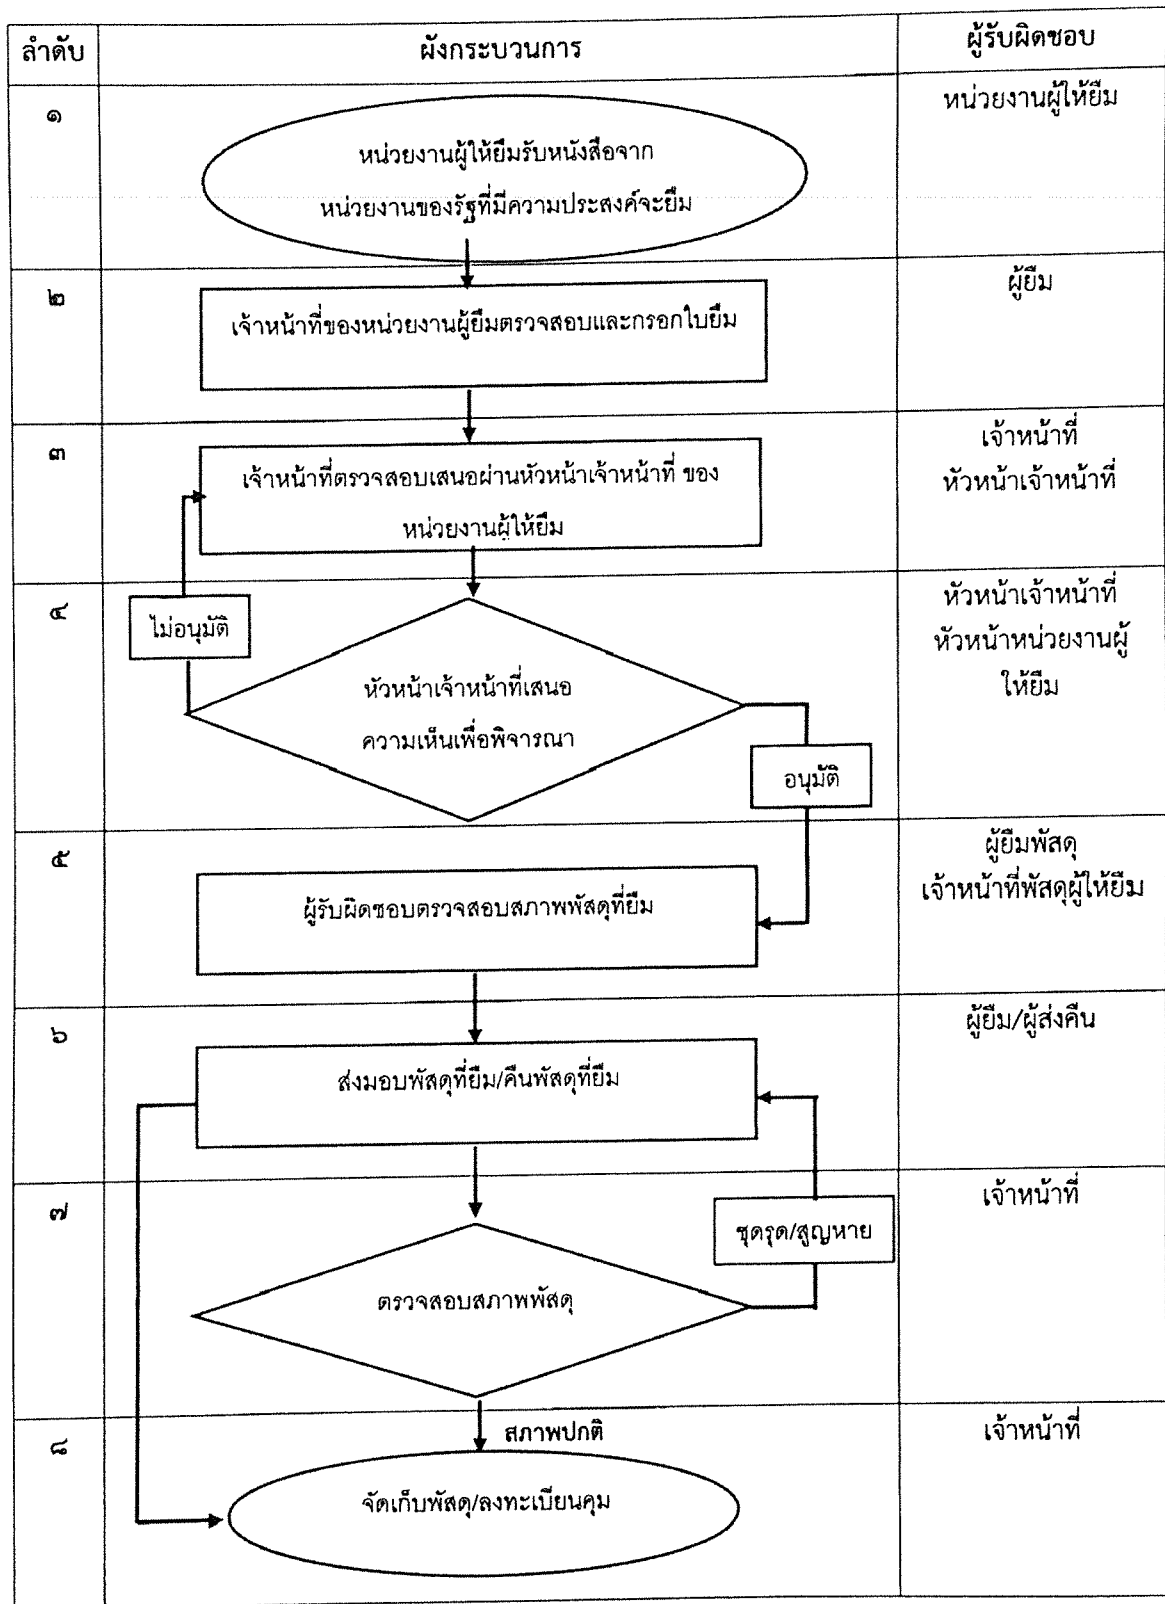 ลำดับ ผังกระบวนการ ผู้รับผิดชอบ
๑ หน่วยงานผู้ให้ยืม
หน่วยงานผู้ให้ยืมรับหนังสือจาก
หน่วยงานของรัฐที่มีความประสงค์จะยืม
๒ ผู้ยืม
เจ้าหน้าที่ของหน่วยงานผู้ยืมตรวจสอบและกรอกใบยืม
๓ เจ้าหน้าที่
หัวหน้าเจ้าหน้าที่
เจ้าหน้าที่ตรวจสอบเสนอผ่านหัวหน้าเจ้าหน้าที่ ของ
หน่วยงานผู้ให้ยืม
๔ หัวหน้าเจ้าหน้าที่
หัวหน้าหน่วยงานผู้
ให้ยืม
ไม่อนุมัติ
หัวหน้าเจ้าหน้าที่เสนอ
ความเห็นเพื่อพิจารณา
อนุมัติ
๕ ผู้ยืมพัสดุ
เจ้าหน้าที่พัสดุผู้ให้ยืม
ผู้รับผิดชอบตรวจสอบสภาพพัสดุที่ยืม
๖ ผู้ยืม/ผู้ส่งคืน
ส่งมอบพัสดุที่ยืม/คืนพัสดุที่ยืม
๗ เจ้าหน้าที่
ชุดรุด/สูญหาย
ตรวจสอบสภาพพัสดุ
๘ เจ้าหน้าที่
สภาพปกติ
จัดเก็บพัสดุ/ลงทะเบียนคุม